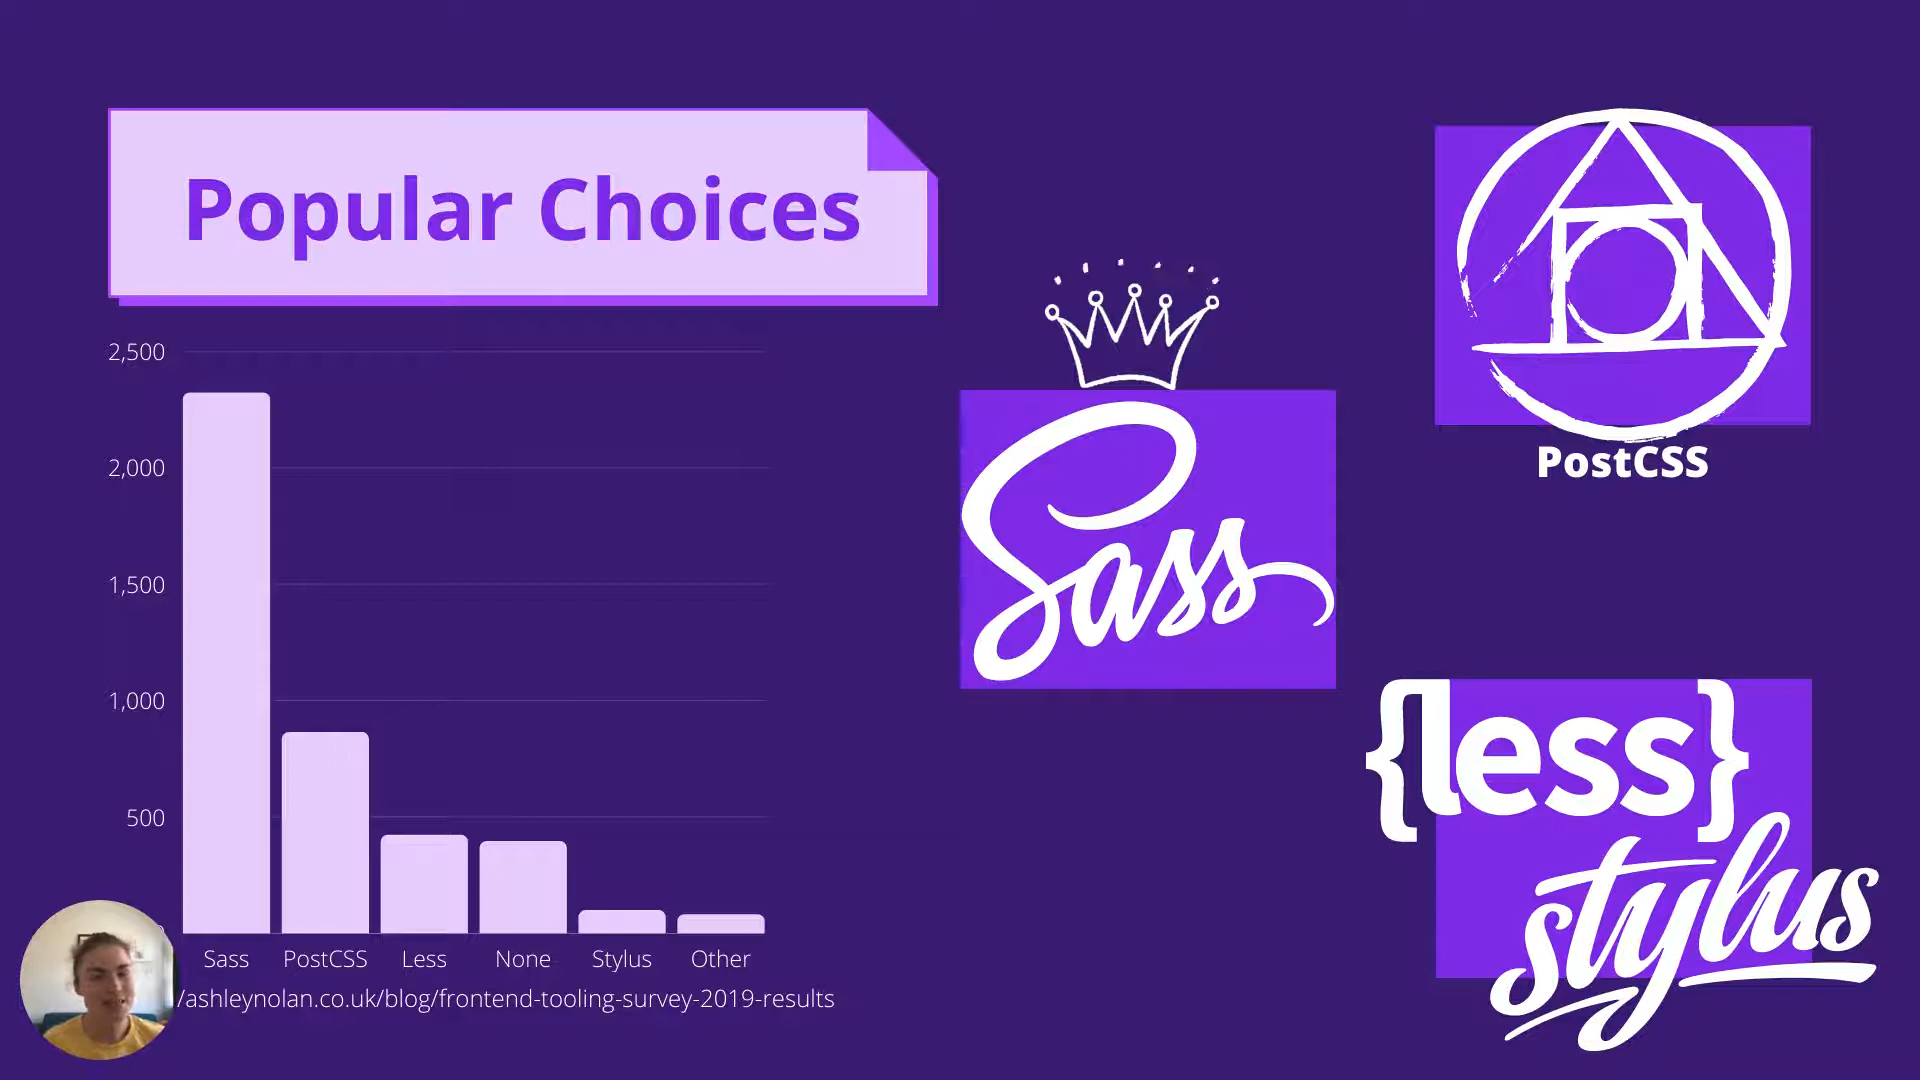 Popular Choices
2,500
2,000
1,500
1,000
500
Sass
PostCSS
Less
None
Stylus
Other
/ashleynolan.co.uk/blog/frontend-tooling-survey-2019-results
Sass
PostCSS
{less}
stylus